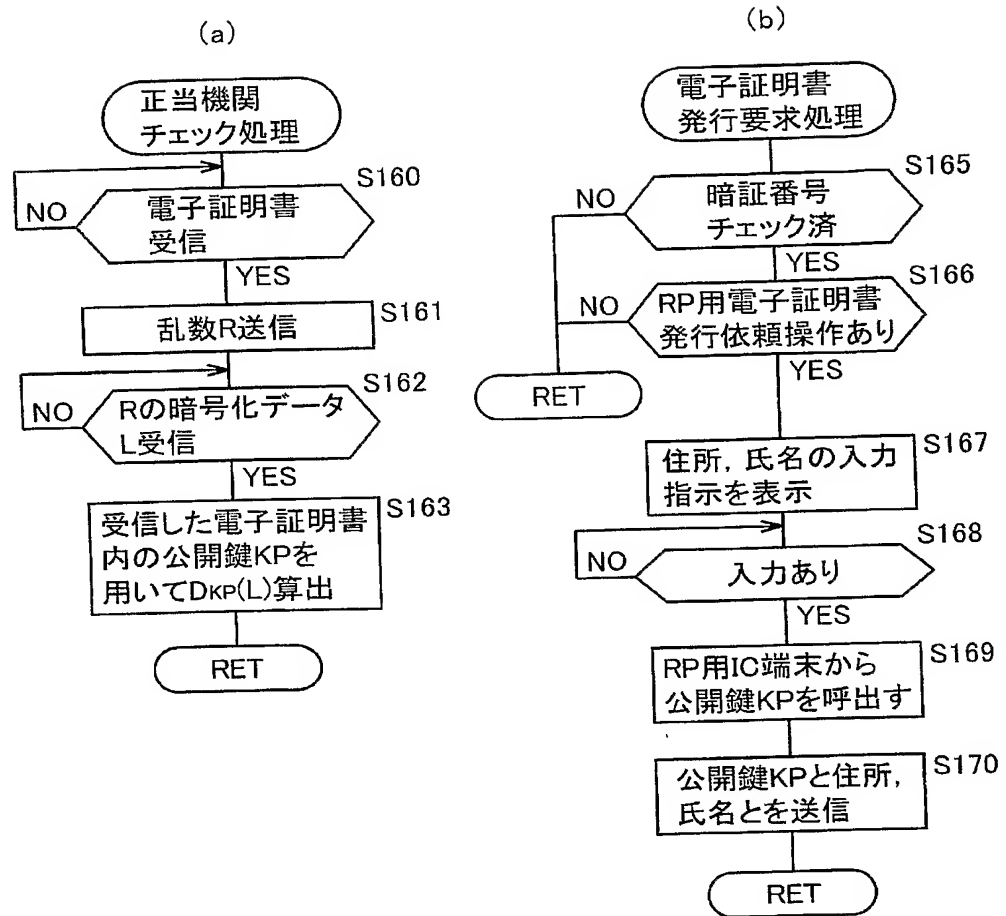 (a)
正当機関
チェック処理
S160
NO
電子証明書
受信
YES
乱数R送信
S161
S162
NO
Rの暗号化データ
L受信
YES
S163
受信した電子証明書
内の公開鍵KPを
用いてDKP(L)算出
RET
(b)
電子証明書
発行要求処理
S165
NO
暗証番号
チェック済
YES
S166
NO
RP用電子証明書
発行依頼操作あり
YES
RET
S167
住所,氏名の入力
指示を表示
S168
NO
入力あり
YES
S169
RP用IC端末から
公開鍵KPを呼出す
S170
公開鍵KPと住所,
氏名とを送信
RET